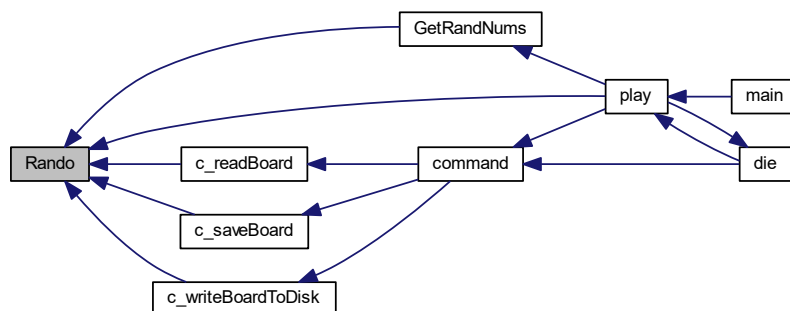 GetRandNums
play
main
Rando
c_readBoard
command
die
c_saveBoard
c_writeBoardToDisk